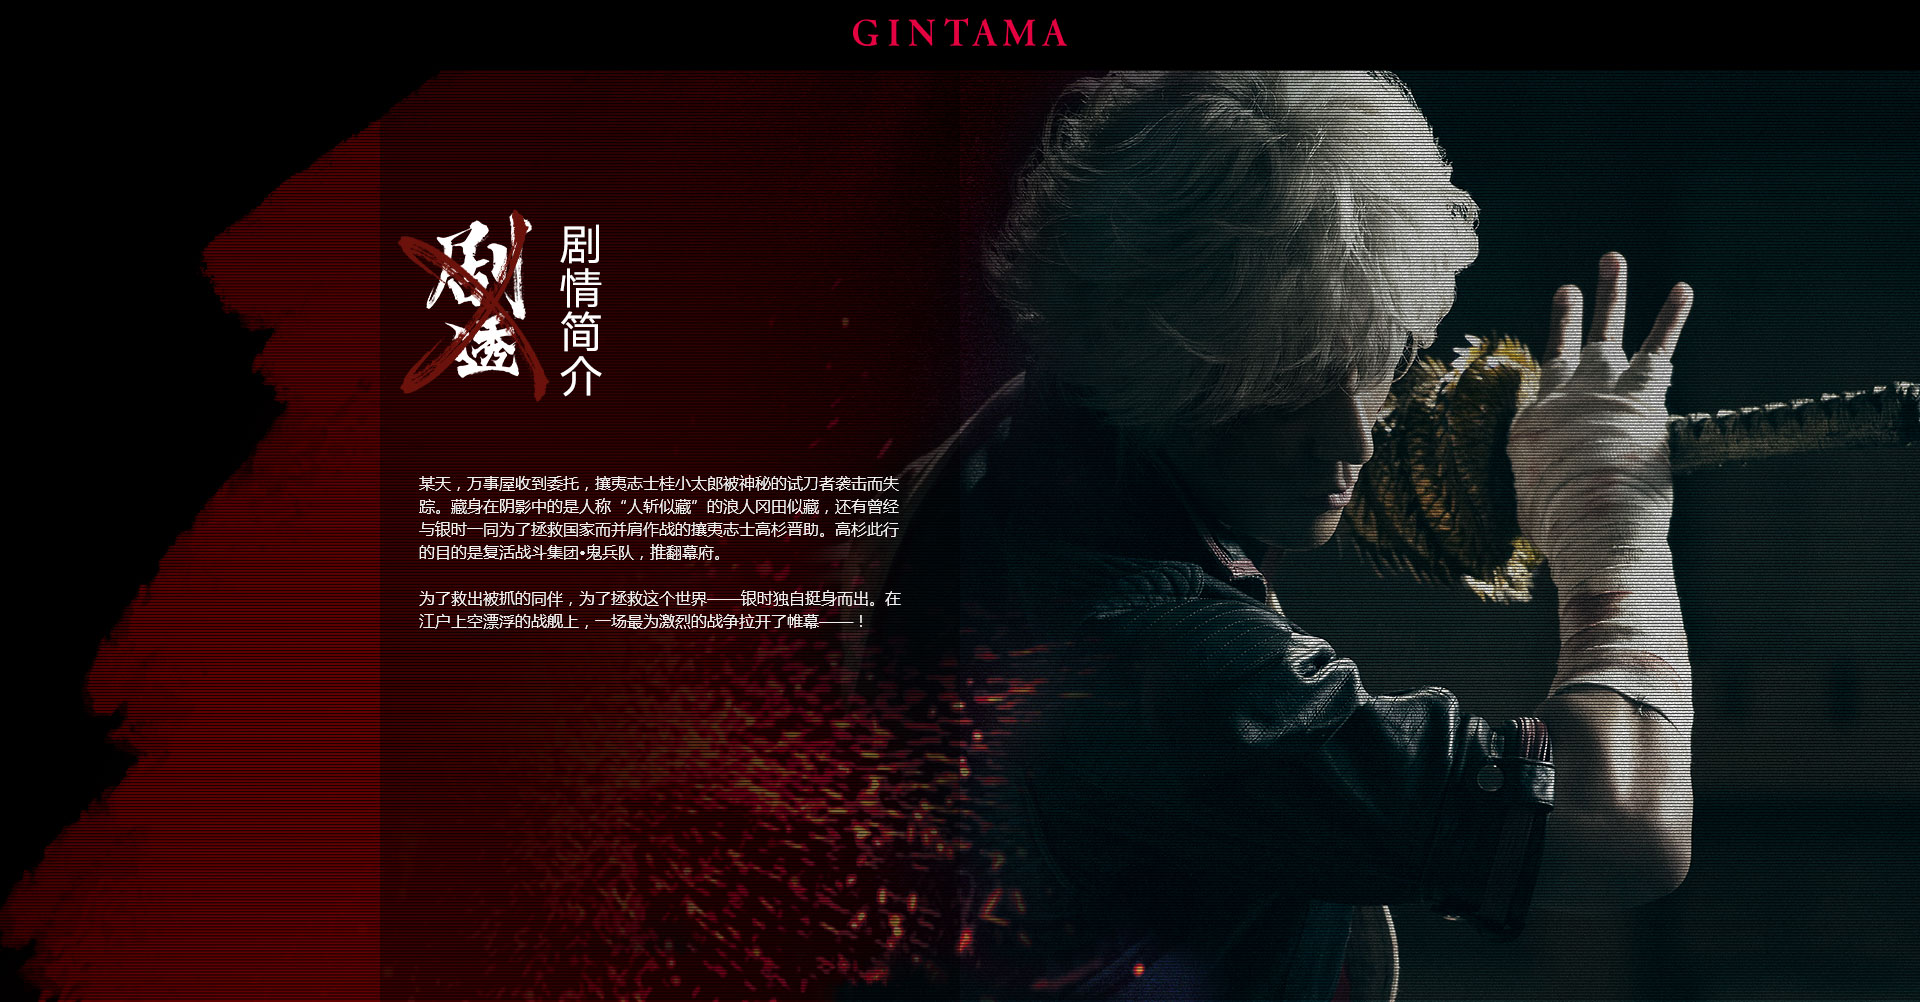 GINTAMA
剧透
剧情简介
某天，万事屋收到委托，攘夷志士桂小太郎被神秘的试刀者袭击而失
踪。藏身在阴影中的是人称“人斩似藏”的浪人冈田似藏，还有曾经
与银时一同为了拯救国家而并肩作战的攘夷志士高杉晋助。高杉此行
的目的是复活战斗集团•鬼兵队，推翻幕府。
为了救出被抓的同伴，为了拯救这个世界——银时独自挺身而出。在
江户上空漂浮的战舰上，一场最为激烈的战争拉开了帷幕——！